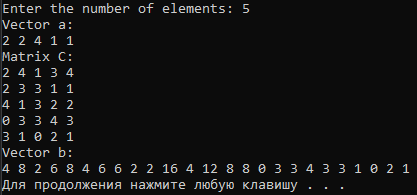 Enter the number of elements: 5
Vector a:
2 2 4 1 1
Matrix C:
2 4 1 3 4
2 3 3 1 1
4 1 3 2 2
0 3 3 4 3
3 1 0 2 1
Vector b:
4 8 2 6 8 4 6 6 2 2 16 4 12 8 8 0 3 3 4 3 3 1 0 2 1
Для продолжения нажмите любую клавишу . . .